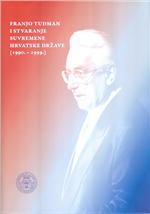 FRANJO TUĐMAN
I STVARANJE
SUVREMENE
HRVATSKE DRŽAVE
(1990. – 1999.)